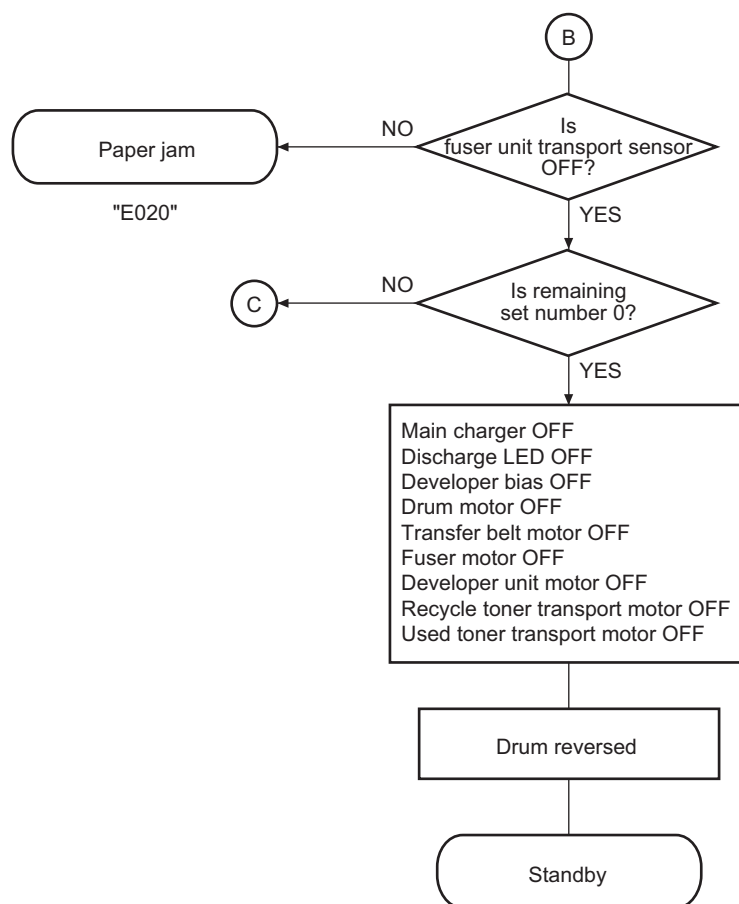 B
Is
fuser unit transport sensor
OFF?
NO
Paper jam
"E020"
YES
Is remaining
set number 0?
NO
C
YES
Main charger OFF
Discharge LED OFF
Developer bias OFF
Drum motor OFF
Transfer belt motor OFF
Fuser motor OFF
Developer unit motor OFF
Recycle toner transport motor OFF
Used toner transport motor OFF
Drum reversed
Standby